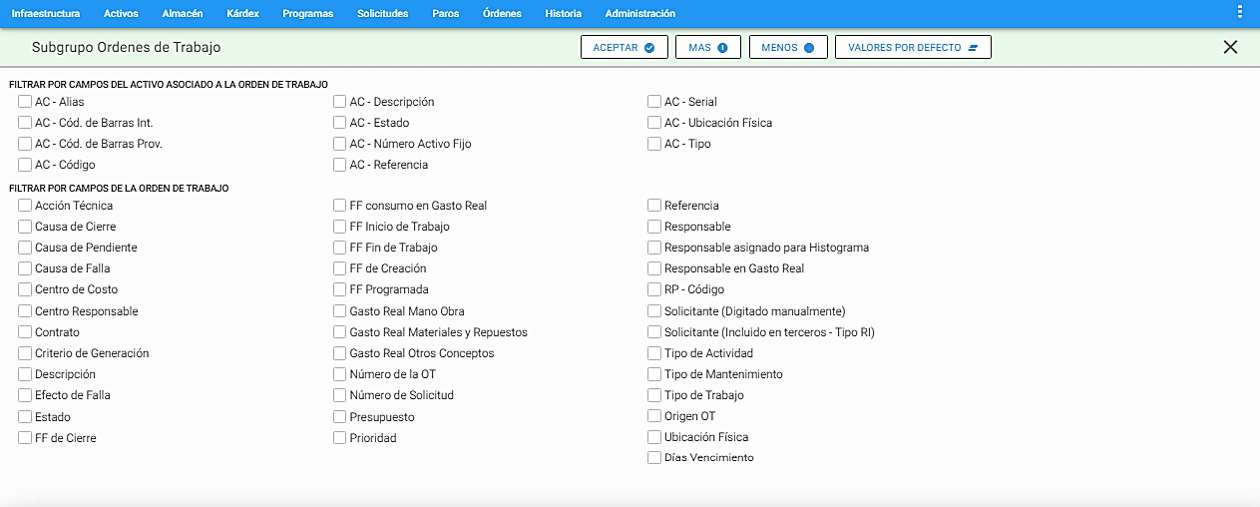 Infraestructura Activos Almacén Kárdex Programas Solicitudes Paros Órdenes Historia Administración
Subgrupo Ordenes de Trabajo ACEPTAR MAS MENOS VALORES POR DEFECTO
FILTRAR POR CAMPOS DEL ACTIVO ASOCIADO A LA ORDEN DE TRABAJO
AC - Alias AC - Descripción AC - Serial
AC - Cód. de Barras Int. AC - Estado AC - Ubicación Física
AC - Cód. de Barras Prov. AC - Número Activo Fijo AC - Tipo
AC - Código AC - Referencia
FILTRAR POR CAMPOS DE LA ORDEN DE TRABAJO
Acción Técnica FF consumo en Gasto Real Referencia
Causa de Cierre FF Inicio de Trabajo Responsable
Causa de Pendiente FF Fin de Trabajo Responsable asignado para Histograma
Causa de Falla FF de Creación Responsable en Gasto Real
Centro de Costo FF Programada RP - Código
Centro Responsable Gasto Real Mano Obra Solicitante (Digitado manualmente)
Contrato Gasto Real Materiales y Repuestos Solicitante (Incluido en terceros - Tipo RI)
Criterio de Generación Gasto Real Otros Conceptos Tipo de Actividad
Descripción Número de la OT Tipo de Mantenimiento
Efecto de Falla Número de Solicitud Tipo de Trabajo
Estado Presupuesto Origen OT
FF de Cierre Prioridad Ubicación Física
Días Vencimiento